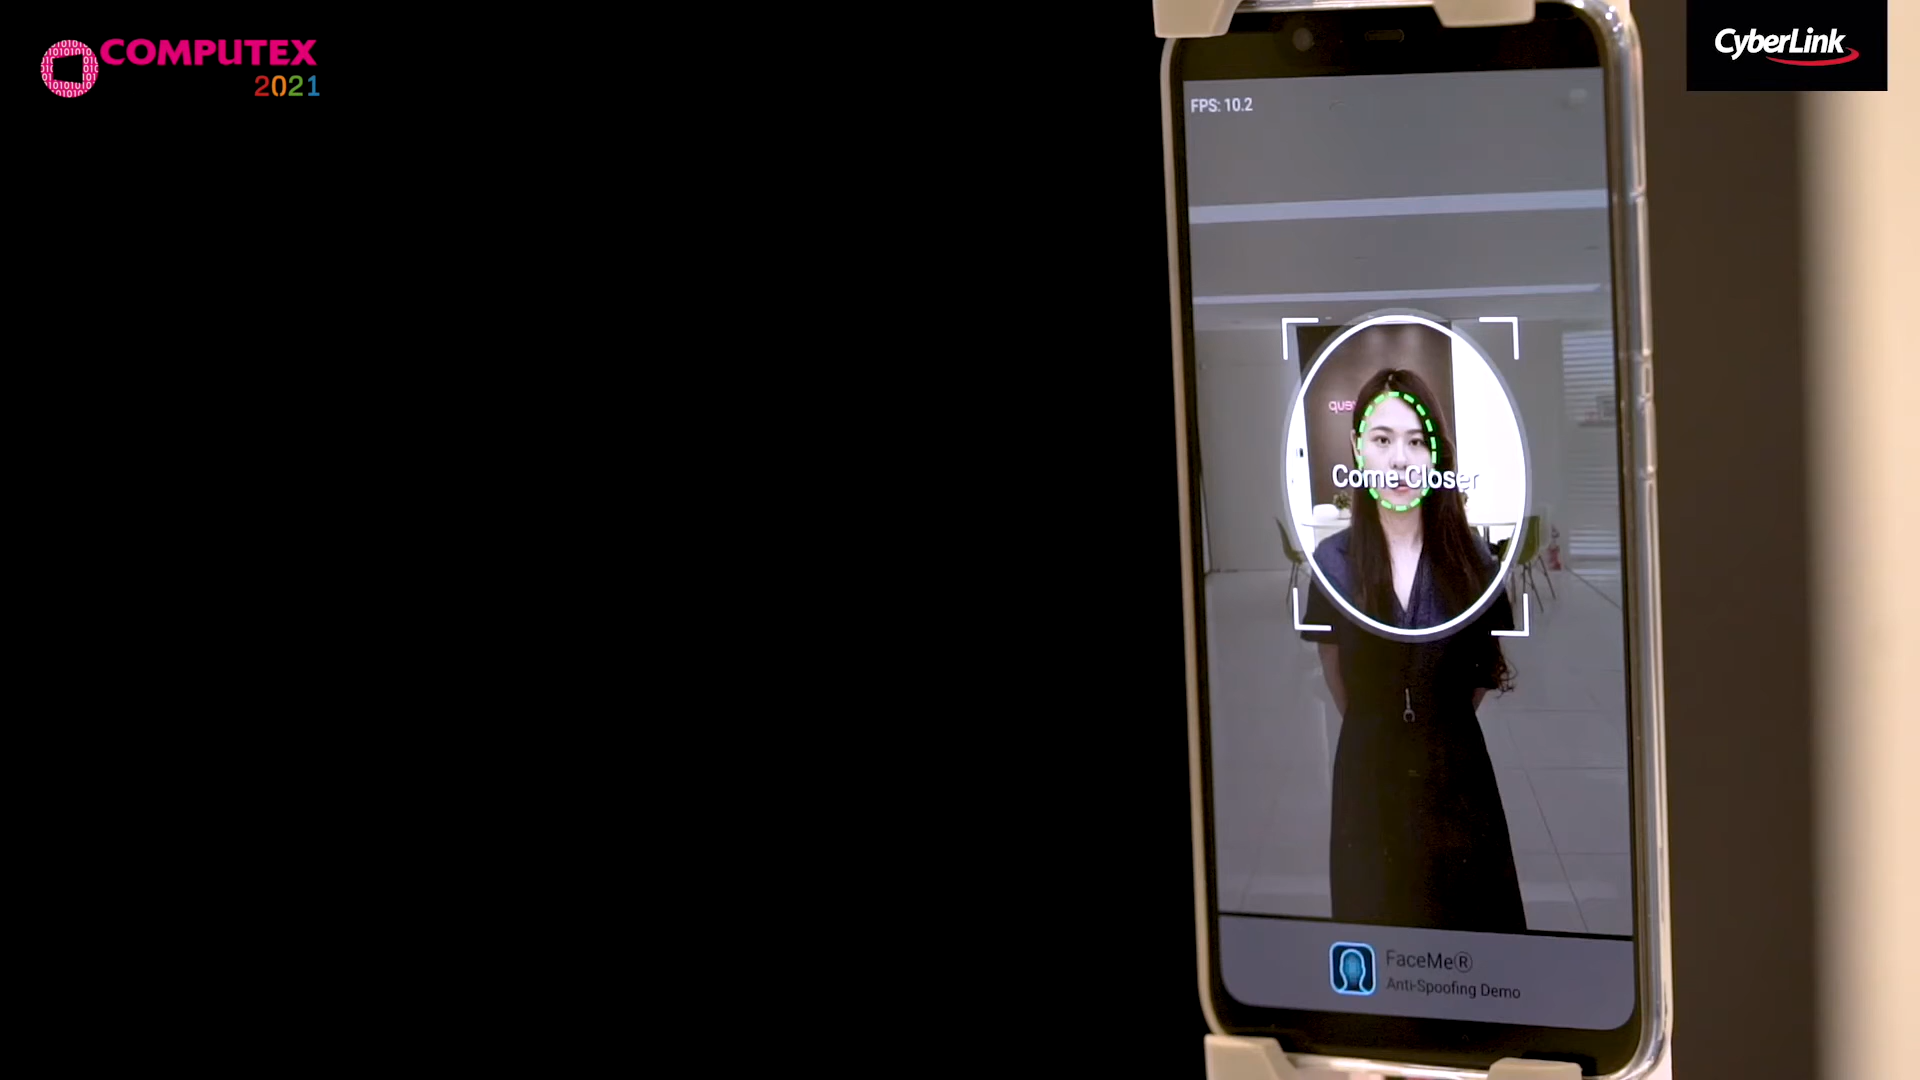 COMPUTEX
2021
CyberLink
FPS: 10.2
Come Closer
FaceMe®
Anti-Spoofing Demo